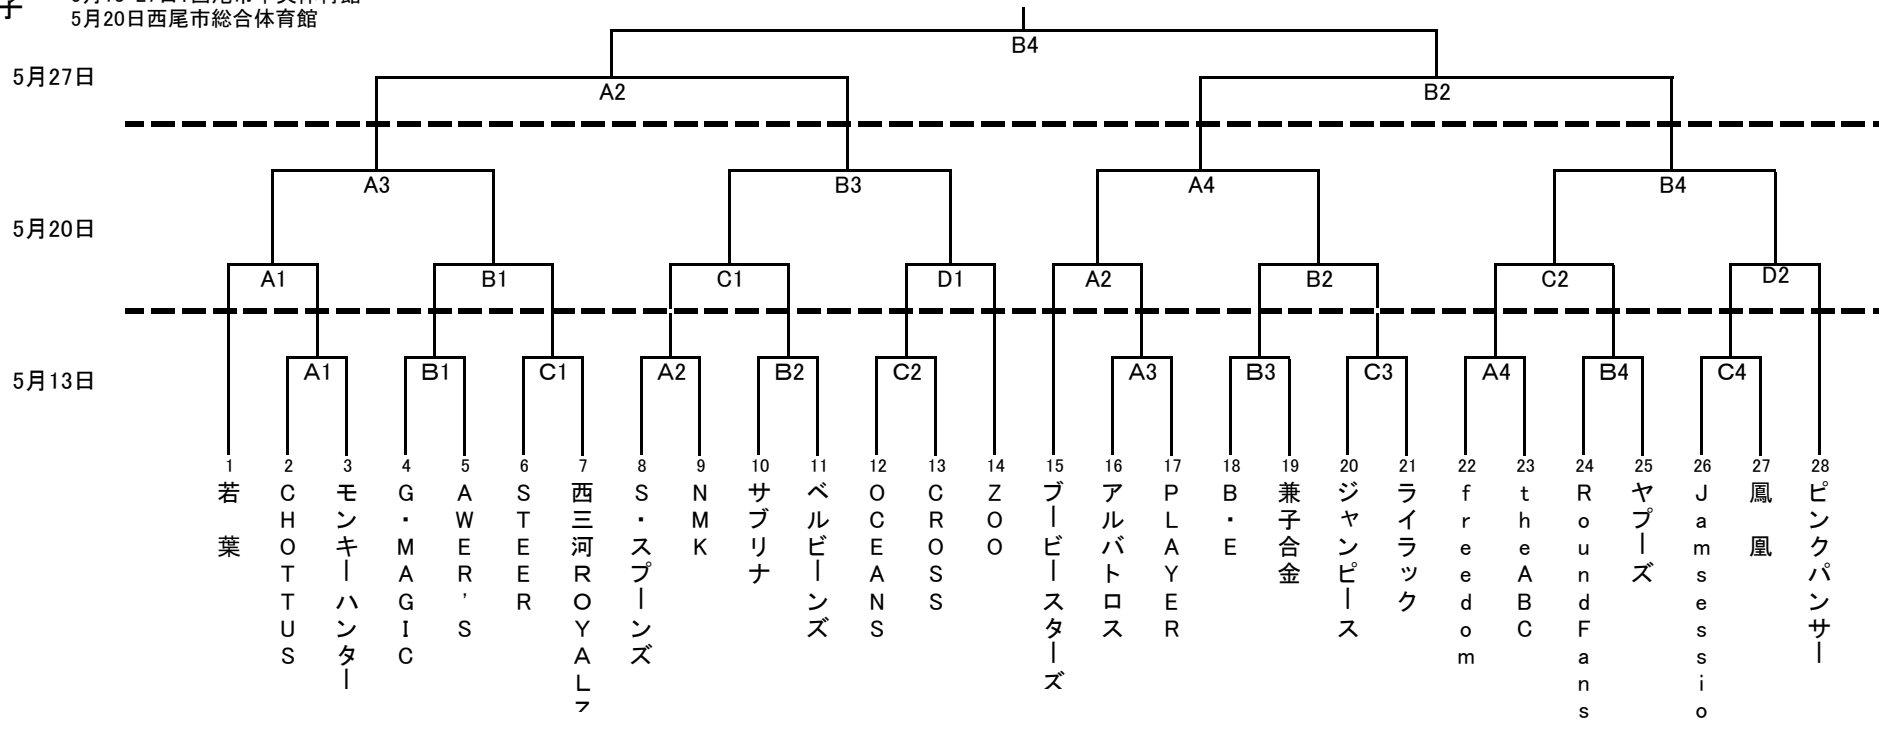 子
5月20日西尾市総合体育館
B4
5月27日
A2
B2
A3
B3
A4
B4
5月20日
A1
B1
C1
D1
A2
B2
C2
D2
5月13日
A1
B1
C1
A2
B2
C2
A3
B3
C3
A4
B4
C4
1
2
3
4
5
6
7
8
9
10
11
12
13
14
15
16
17
18
19
20
21
22
23
24
25
26
27
28
若 葉
CHOTTUS
モンキーハンター
G・MAGIC
AWER'S
STEER
西三河ROYALZ
S・スプーンズ
NMK
サブリナ
ベルビーンズ
OCEANS
CROSS
ZOO
ブービースターズ
アルバトロス
PLAYER
B・E
兼子合金
ジャンピース
ライラック
freedom
theABC
RoundFans
ヤプーズ
Jamsessio
鳳 凰
ピンクパンサー